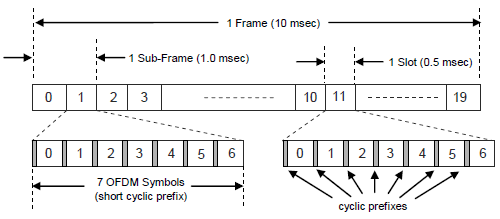 1 Frame (10 msec)
1 Sub-Frame (1.0 msec)
1 Slot (0.5 msec)
0 1 2 3 10 11 19
0 1 2 3 4 5 6
0 1 2 3 4 5 6
7 OFDM Symbols
(short cyclic prefix)
cyclic prefixes